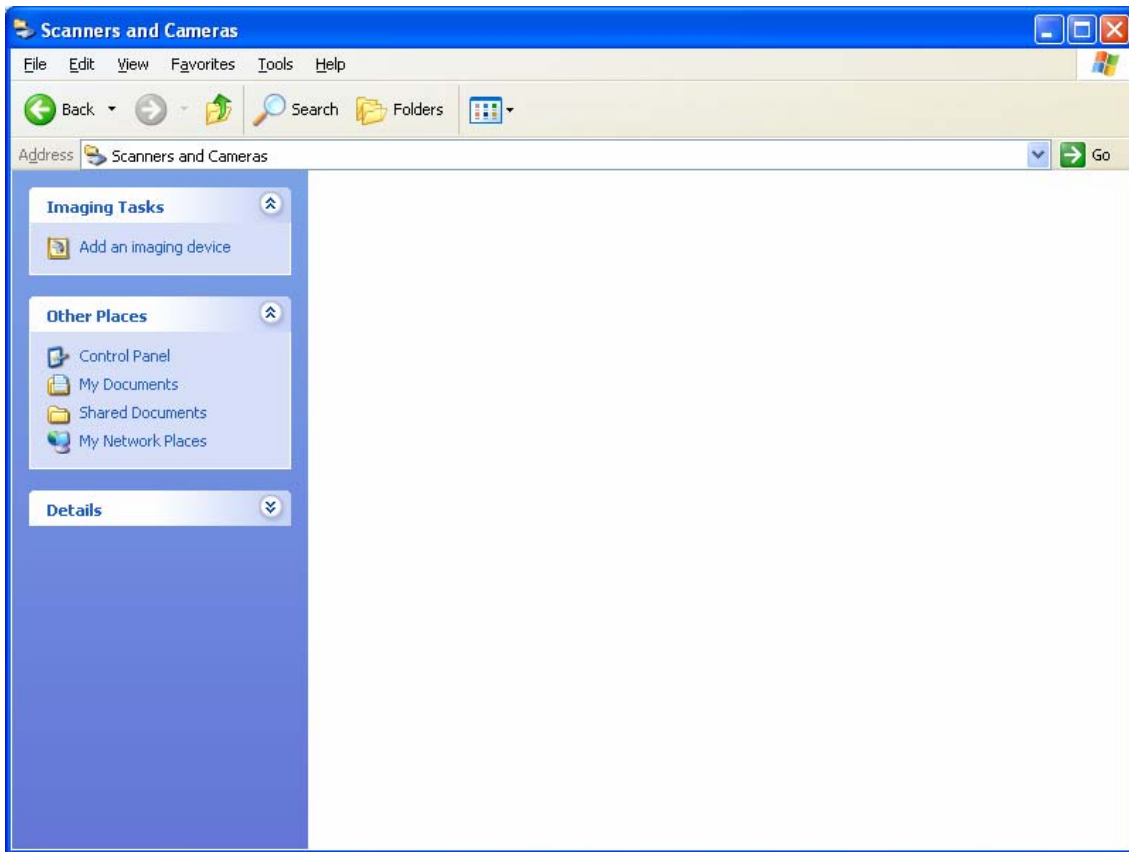 Scanners and Cameras
File Edit View Favorites Tools Help
Back Search Folders
Address Scanners and Cameras Go
Imaging Tasks
Add an imaging device
Other Places
Control Panel
My Documents
Shared Documents
My Network Places
Details